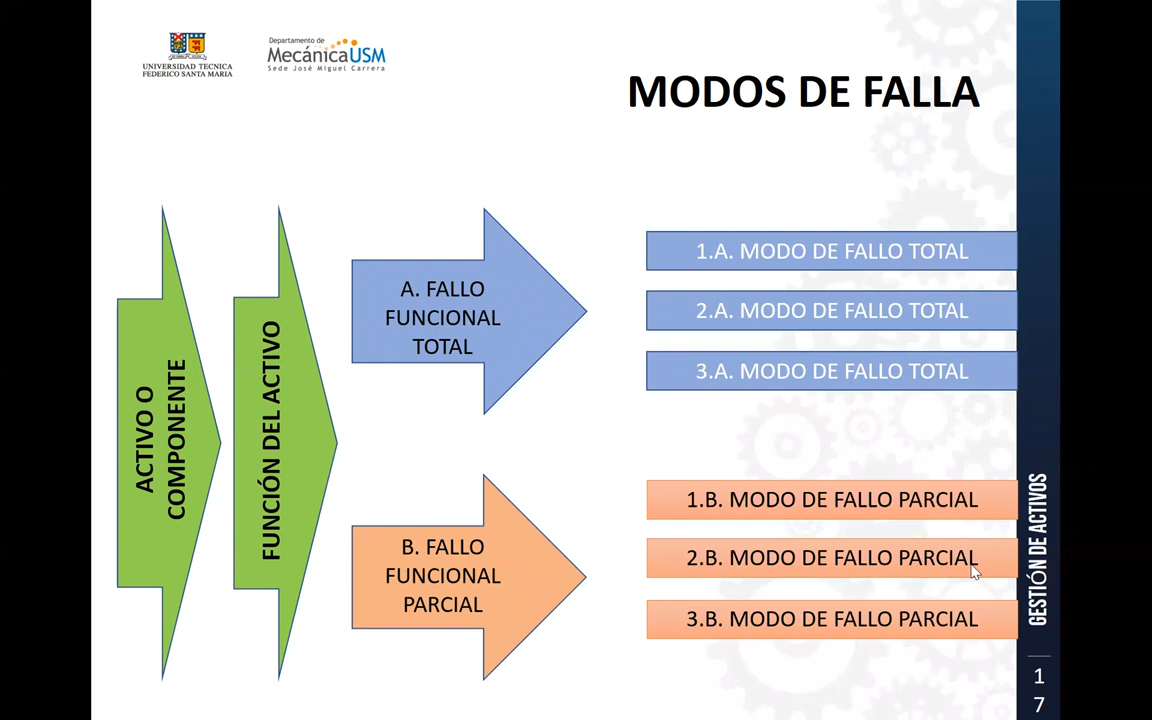 UNIVERSIDAD TECNICA
FEDERICO SANTA MARIA
Departamento de
MecánicaUSM
Sede José Miguel Carrera
MODOS DE FALLA
ACTIVO O
COMPONENTE
FUNCIÓN DEL ACTIVO
A. FALLO
FUNCIONAL
TOTAL
1.A. MODO DE FALLO TOTAL
2.A. MODO DE FALLO TOTAL
3.A. MODO DE FALLO TOTAL
B. FALLO
FUNCIONAL
PARCIAL
1.B. MODO DE FALLO PARCIAL
2.B. MODO DE FALLO PARCIAL
3.B. MODO DE FALLO PARCIAL
GESTIÓN DE ACTIVOS
1
7